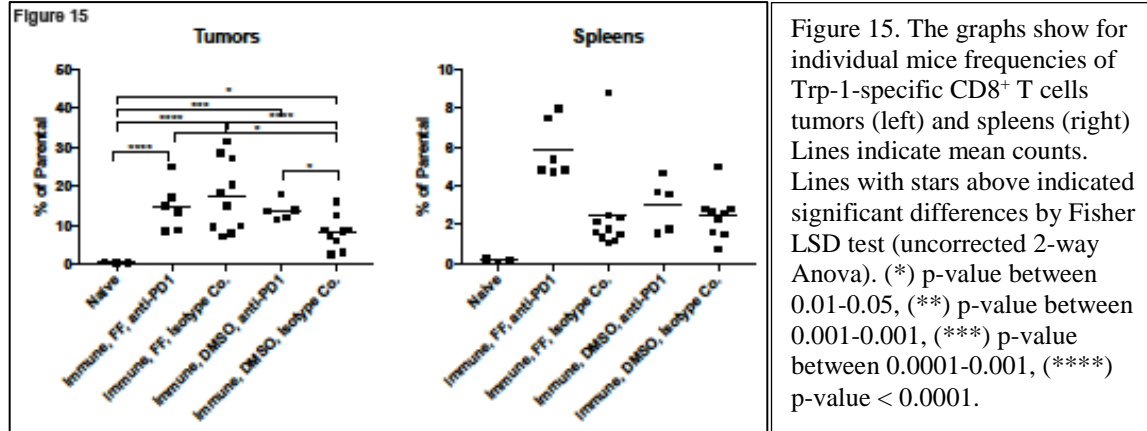 Figure 15
Tumors
% of Parental
50
40
30
20
10
0
*
***
****
****
*
****
*
Naïve
Immune, FF, anti-PD1
Immune, FF, Isotype Co.
Immune, DMSO, anti-PD1
Immune, DMSO, Isotype Co.
Spleens
% of Parental
10
8
6
4
2
0
Naïve
Immune, FF, anti-PD1
Immune, FF, Isotype Co.
Immune, DMSO, anti-PD1
Immune, DMSO, Isotype Co.
Figure 15. The graphs show for
individual mice frequencies of
Trp-1-specific CD8⁺ T cells
tumors (left) and spleens (right)
Lines indicate mean counts.
Lines with stars above indicated
significant differences by Fisher
LSD test (uncorrected 2-way
Anova). (*) p-value between
0.01-0.05, (**) p-value between
0.001-0.001, (***) p-value
between 0.0001-0.001, (****)
p-value < 0.0001.